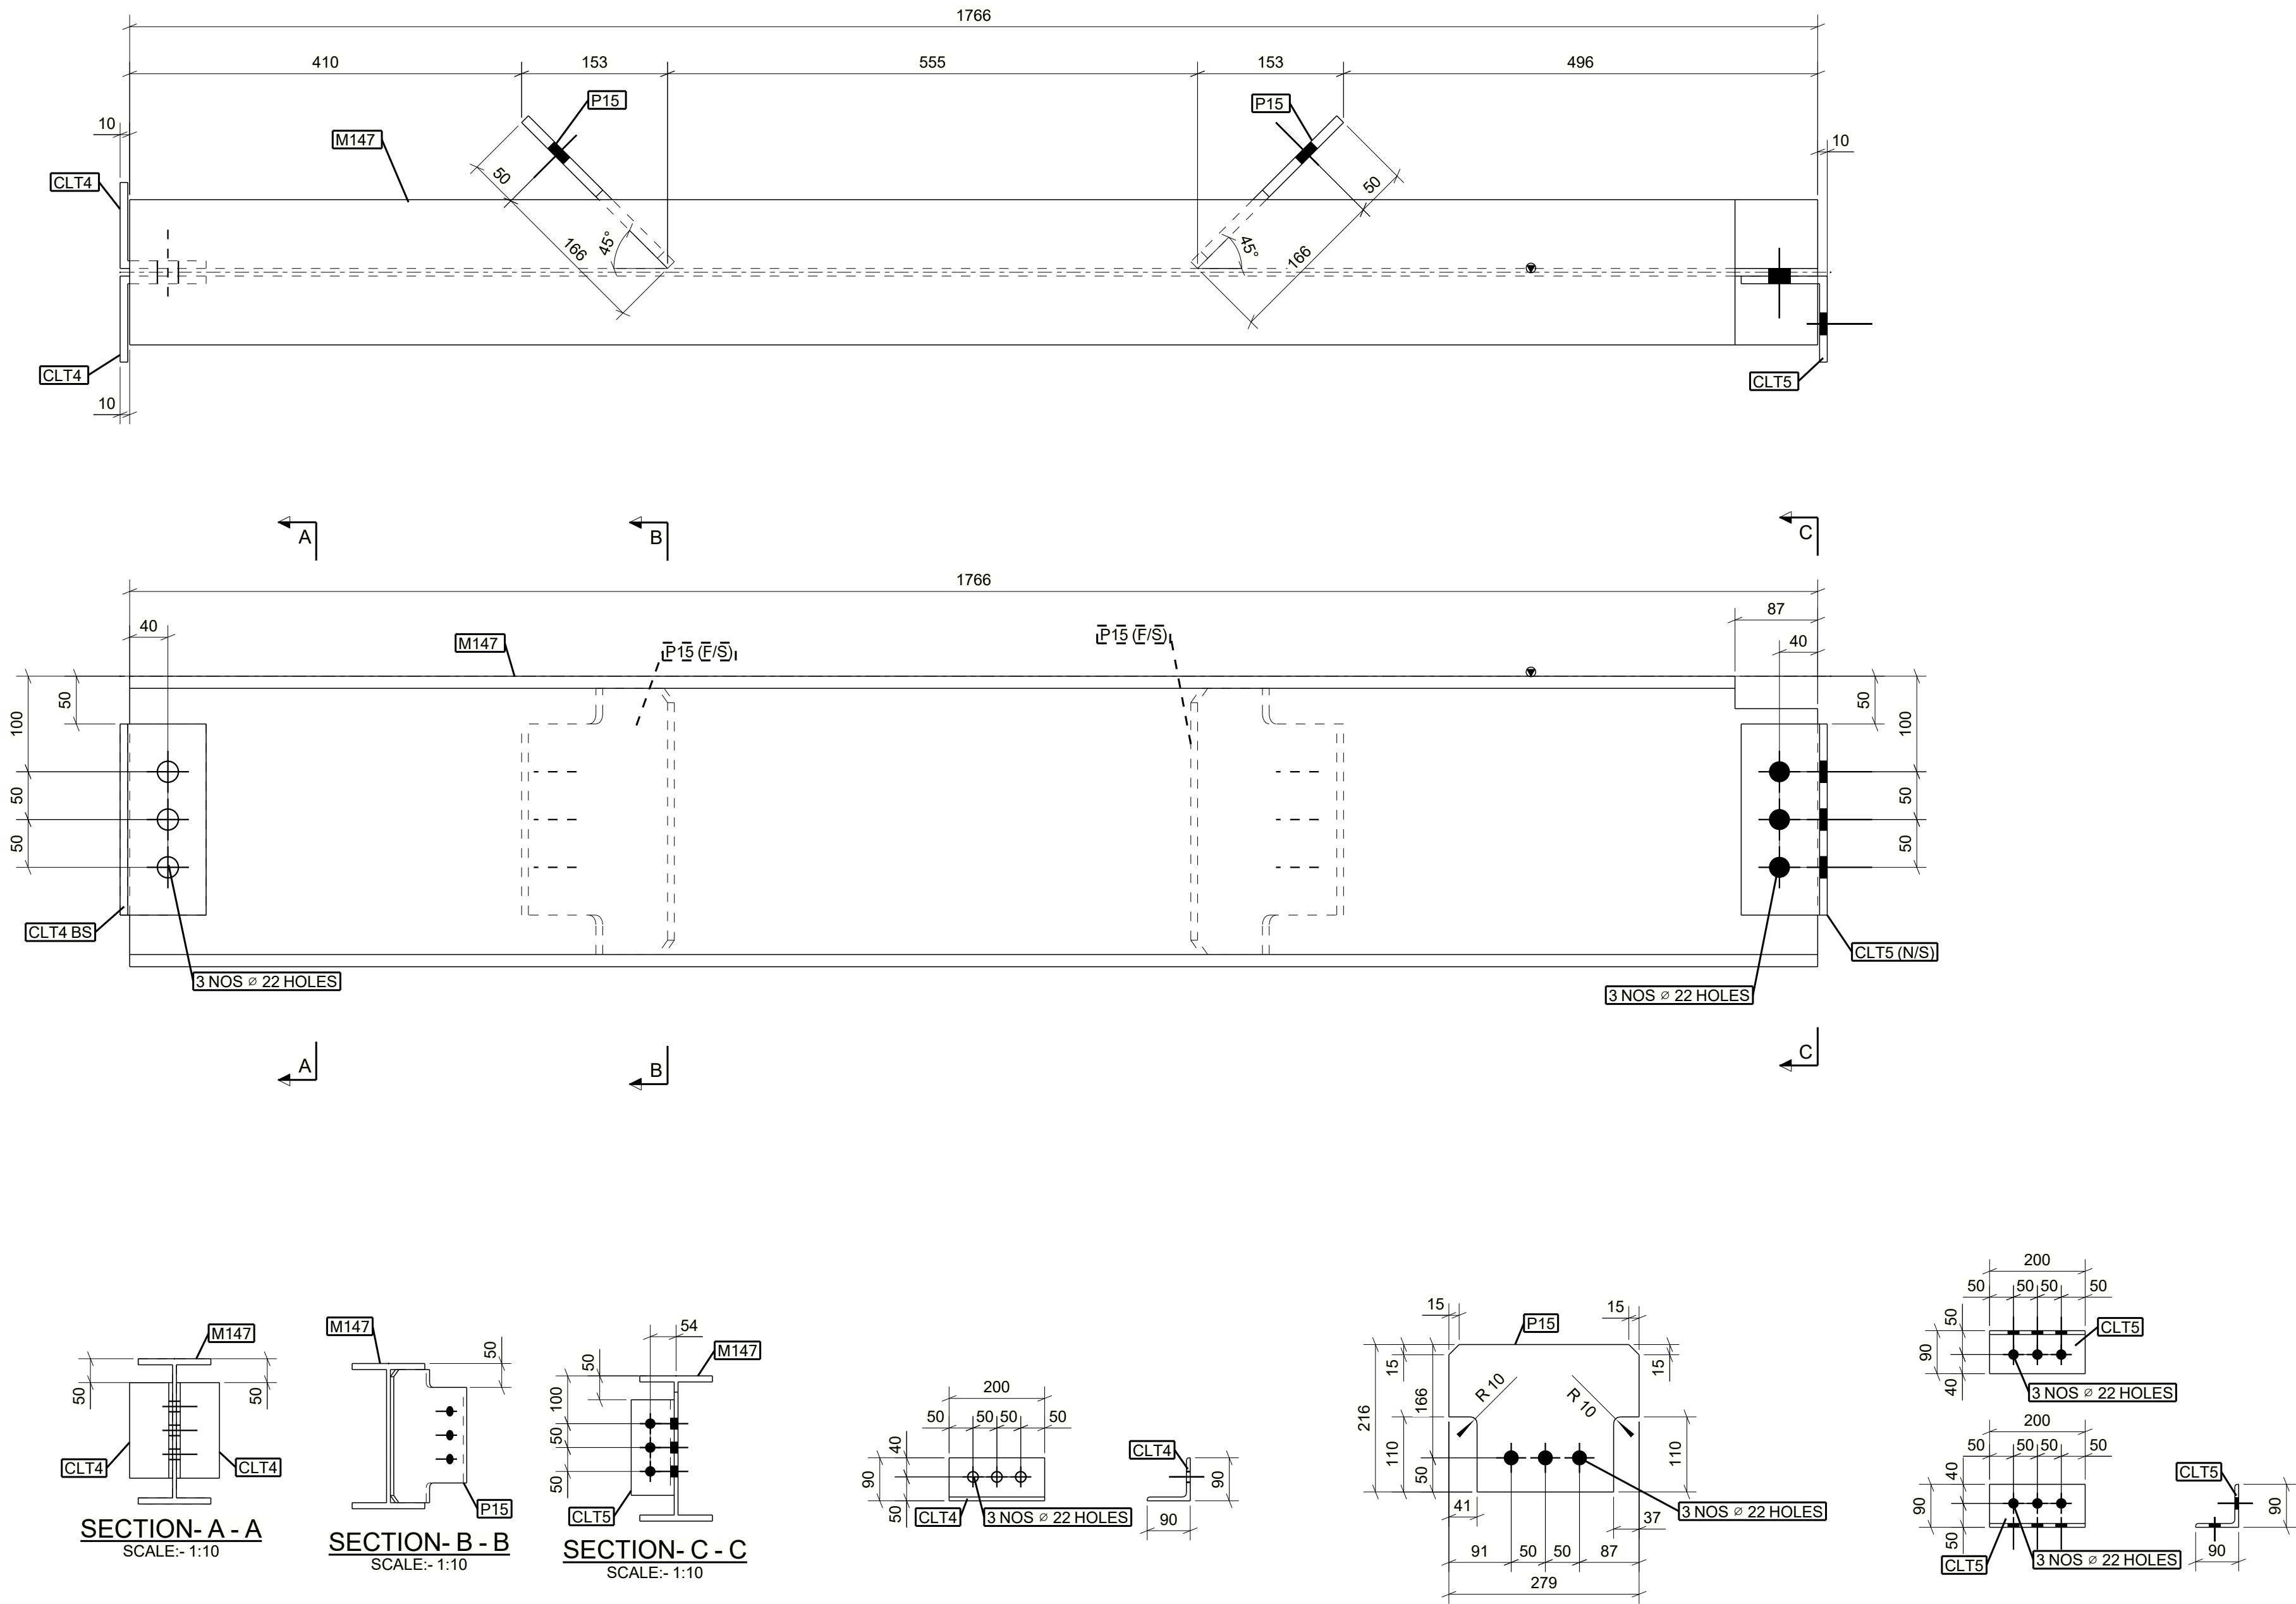 1766
410
153
555
153
496
P15
P15
10
M147
10
CLT4
50
50
45°
45°
166
166
CLT4
CLT5
10
A
B
C
1766
87
40
M147
P15 (F/S)
P15 (F/S)
40
50
100
50
100
50
50
50
50
CLT4 BS
CLT5 (N/S)
3 NOS ⌀ 22 HOLES
3 NOS ⌀ 22 HOLES
A
B
C
M147
50
50
CLT4
CLT4
SECTION- A - A
SCALE:- 1:10
M147
50
P15
SECTION- B - B
SCALE:- 1:10
54
M147
50
100
50
50
CLT5
SECTION- C - C
SCALE:- 1:10
200
50
50
50
50
40
90
50
CLT4
3 NOS ⌀ 22 HOLES
CLT4
90
90
15
15
P15
15
15
R 10
R 10
216
166
110
50
110
41
37
3 NOS ⌀ 22 HOLES
91
50
50
87
279
200
50
50
50
50
50
90
40
CLT5
3 NOS ⌀ 22 HOLES
200
50
50
50
50
40
90
50
CLT5
3 NOS ⌀ 22 HOLES
CLT5
90
90